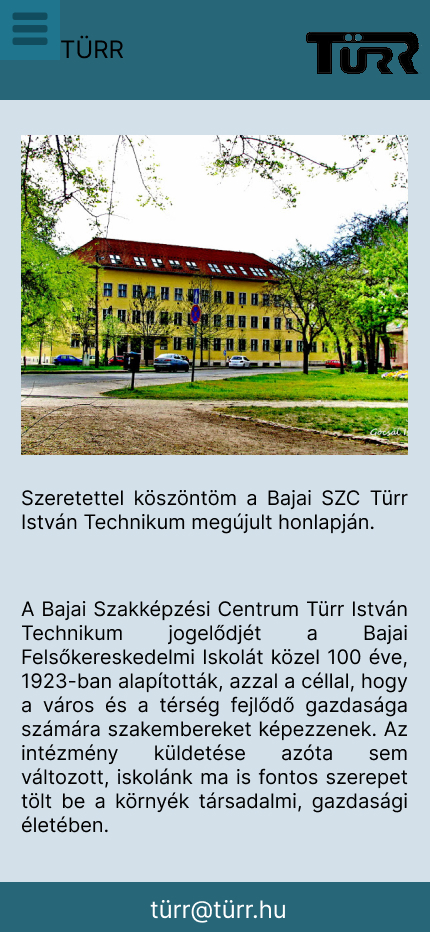 TÜRR
TÜRR
Szeretettel köszöntöm a Bajai SZC Türr
István Technikum megújult honlapján.
A Bajai Szakképzési Centrum Türr István
Technikum jogelődjét a Bajai
Felsőkereskedelmi Iskolát közel 100 éve,
1923-ban alapították, azzal a céllal, hogy
a város és a térség fejlődő gazdasága
számára szakembereket képezzenek. Az
intézmény küldetése azóta sem
változott, iskolánk ma is fontos szerepet
tölt be a környék társadalmi, gazdasági
életében.
türr@türr.hu